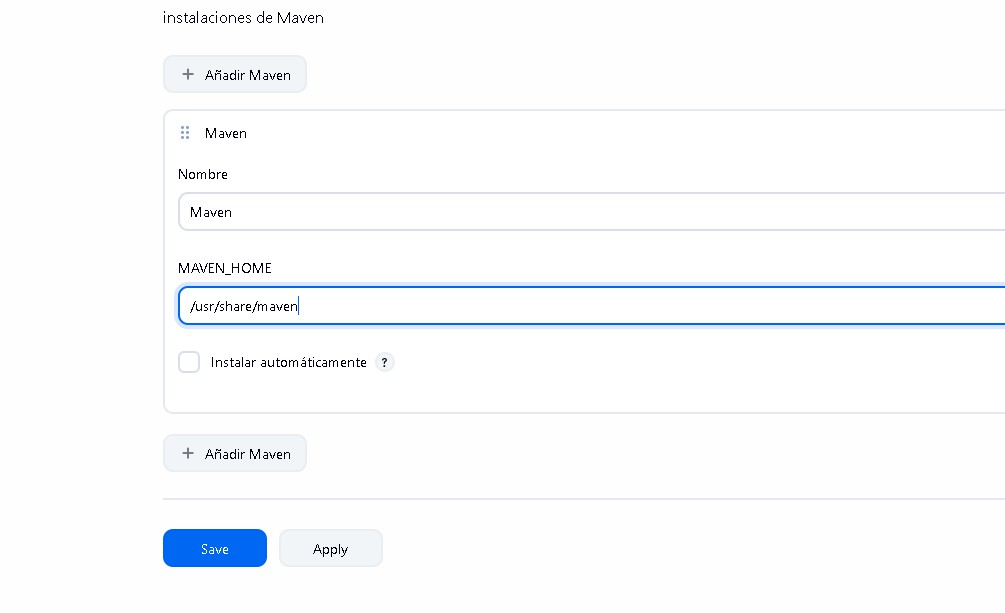 instalaciones de Maven
+ Añadir Maven
Maven
Nombre
Maven
MAVEN_HOME
/usr/share/maven
Instalar automáticamente ?
+ Añadir Maven
Save Apply